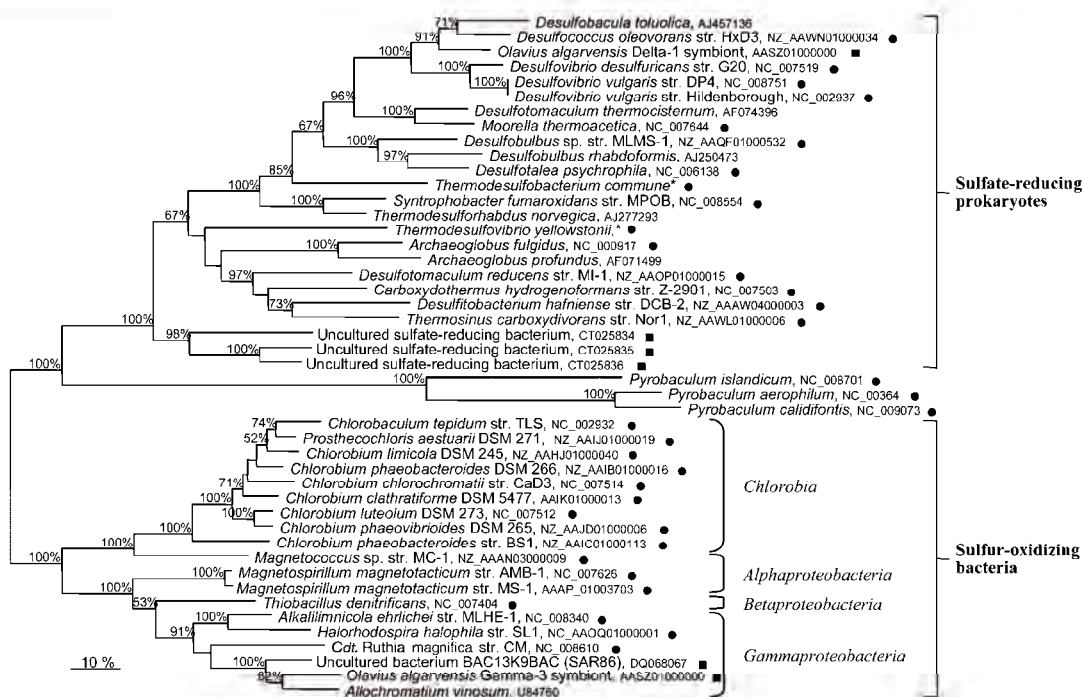 71%
Desulfobacula toluolica, AJ457136
91%
Desulfococcus oleovorans str. HxD3, NZ_AAWN01000034 ●
100%
Olavius algarvensis Delta-1 symbiont, AASZ01000000 ■
100%
Desulfovibrio desulfuricans str. G20, NC_007519 ●
100%
Desulfovibrio vulgaris str. DP4, NC_008751 ●
Desulfovibrio vulgaris str. Hildenborough, NC_002937 ●
96%
Desulfotomaculum thermocisternum, AF074396
100%
Moorella thermoacetica, NC_007644 ●
67%
Desulfobulbus sp. str. MLMS-1, NZ_AAQF01000532 ●
100%
Desulfobulbus rhabdoformis, AJ250473
97%
Desulfotalea psychrophila, NC_006138 ●
85%
Thermodesulfobacterium commune* ●
Sulfate-reducing
prokaryotes
100%
Syntrophobacter fumaroxidans str. MPOB, NC_008554 ●
100%
Thermodesulforhabdus norvegica, AJ277293
67%
Thermodesulfovibrio yellowstonii,* ●
100%
Archaeoglobus fulgidus, NC_000917 ●
Archaeoglobus profundus, AF071499
97%
Desulfotomaculum reducens str. MI-1, NZ_AAOP01000015 ●
Carboxydothermus hydrogenoformans str. Z-2901, NC_007503 ●
73%
Desulfitobacterium hafniense str. DCB-2, NZ_AAAW04000003 ●
100%
Thermosinus carboxydivorans str. Nor1, NZ_AAWL01000006 ●
98%
Uncultured sulfate-reducing bacterium, CT025834 ■
100%
Uncultured sulfate-reducing bacterium, CT025835 ■
100%
Uncultured sulfate-reducing bacterium, CT025836 ■
100%
Pyrobaculum islandicum, NC_008701 ●
100%
Pyrobaculum aerophilum, NC_00364 ●
Pyrobaculum calidifontis, NC_009073 ●
74%
Chlorobaculum tepidum str. TLS, NC_002932 ●
52%
Prosthecochloris aestuarii DSM 271, NZ_AAIJ01000019 ●
Chlorobium limicola DSM 245, NZ_AAHJ01000040 ●
Chlorobium phaeobacteroides DSM 266, NZ_AAIB01000016 ●
71%
Chlorobium chlorochromatii str. CaD3, NC_007514 ●
Chlorobia
100%
Chlorobium clathratiforme DSM 5477, AAIK01000013 ●
100%
Chlorobium luteolum DSM 273, NC_007512 ●
100%
Chlorobium phaeovibrioides DSM 265, NZ_AAJD01000006 ●
100%
Chlorobium phaeobacteroides str. BS1, NZ_AAIC01000113 ●
100%
Magnetococcus sp. str. MC-1, NZ_AAAN03000009 ●
Sulfur-oxidizing
bacteria
100%
Magnetospirillum magnetotacticum str. AMB-1, NC_007626 ●
Alphaproteobacteria
100%
Magnetospirillum magnetotacticum str. MS-1, AAAP_01003703 ●
53%
Thiobacillus denitrificans, NC_007404 ●
Betaproteobacteria
100%
Alkalilimnicola ehrlichei str. MLHE-1, NC_008340 ●
91%
Halorhodospira halophila str. SL1, NC_AAOQ01000001 ●
Cdt. Ruthia magnifica str. CM, NC_008610 ●
Gammaproteobacteria
10 %
100%
Uncultured bacterium BAC13K9BAC (SAR86), DQ068067 ■
82%
Olavius algarvensis Gamma-3 symbiont, AASZ01000000 ■
Allochromatium vinosum, U84760